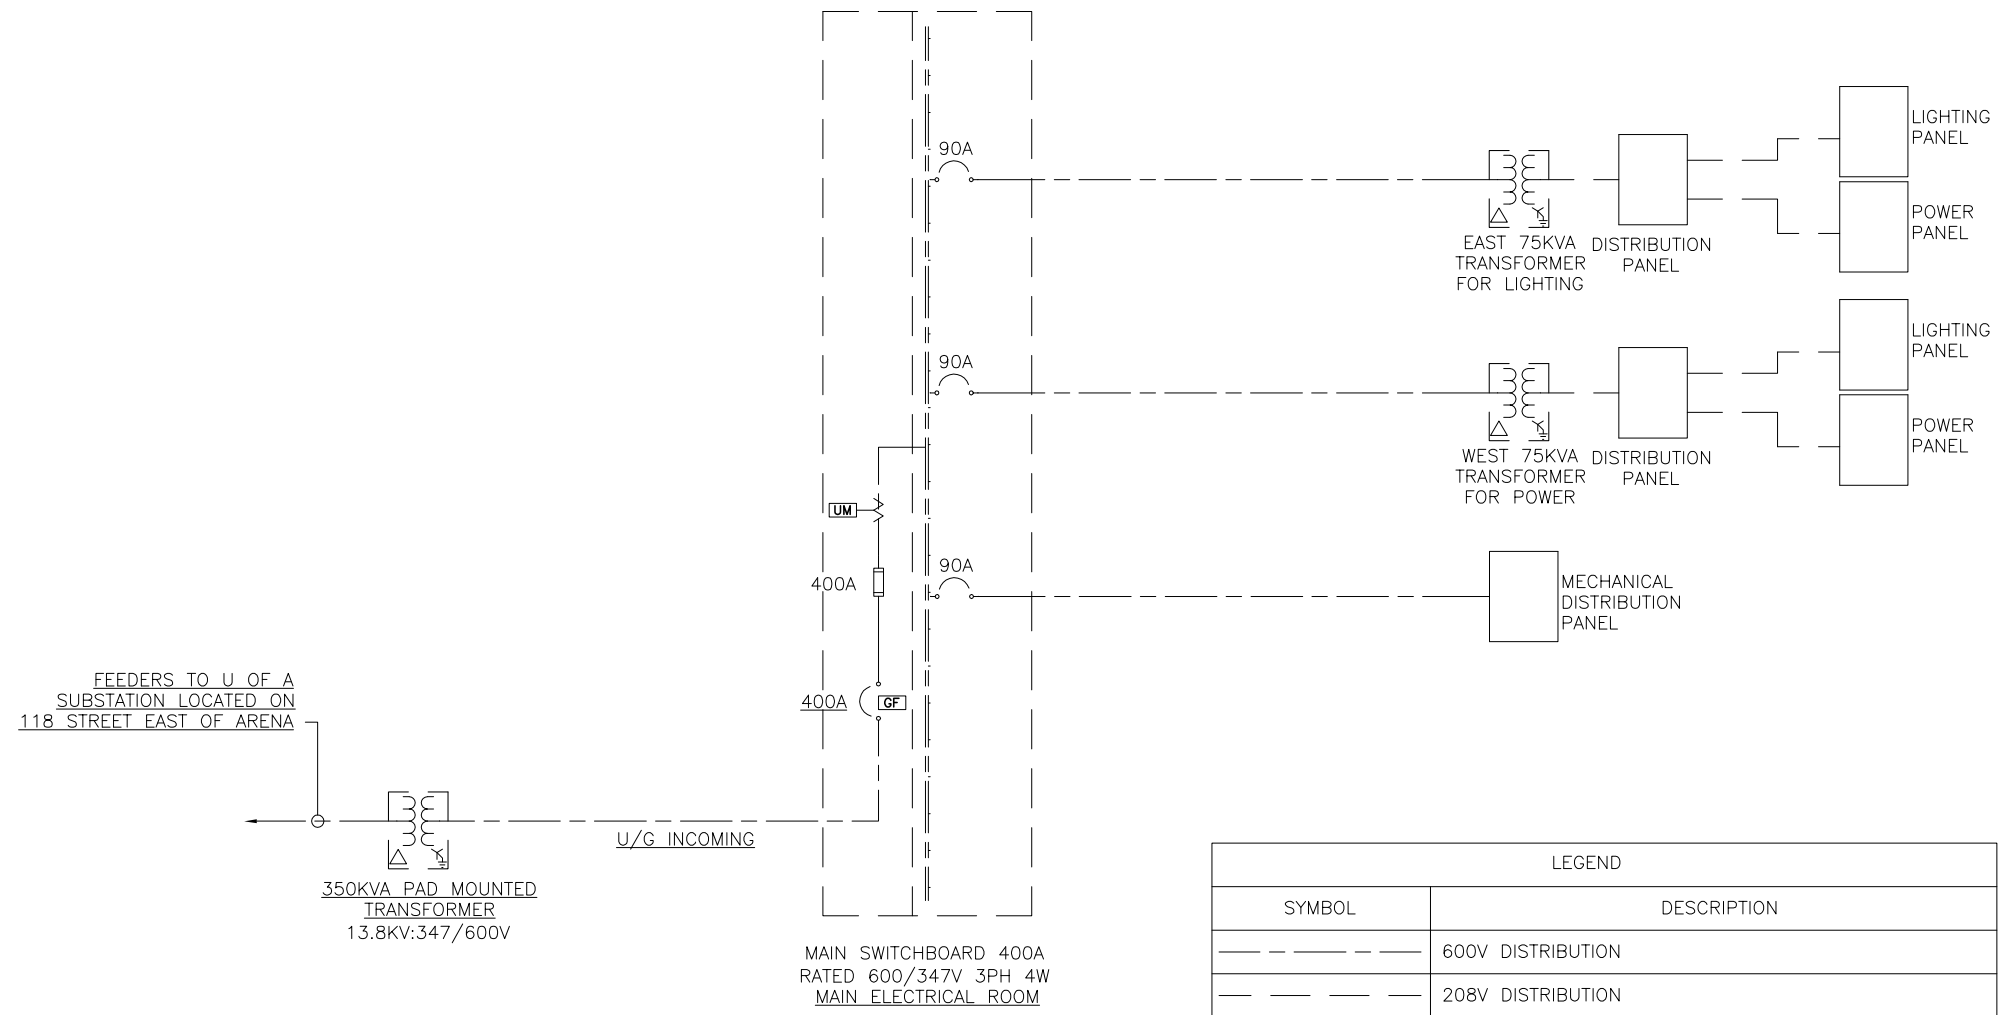 90A
LIGHTING
PANEL
POWER
PANEL
EAST 75KVA
TRANSFORMER
FOR LIGHTING
DISTRIBUTION
PANEL
90A
LIGHTING
PANEL
POWER
PANEL
WEST 75KVA
TRANSFORMER
FOR POWER
DISTRIBUTION
PANEL
UM
400A
90A
MECHANICAL
DISTRIBUTION
PANEL
400A
GF
FEEDERS TO U OF A
SUBSTATION LOCATED ON
118 STREET EAST OF ARENA
U/G INCOMING
350KVA PAD MOUNTED
TRANSFORMER
13.8KV:347/600V
MAIN SWITCHBOARD 400A
RATED 600/347V 3PH 4W
MAIN ELECTRICAL ROOM
LEGEND
SYMBOL DESCRIPTION
600V DISTRIBUTION
208V DISTRIBUTION